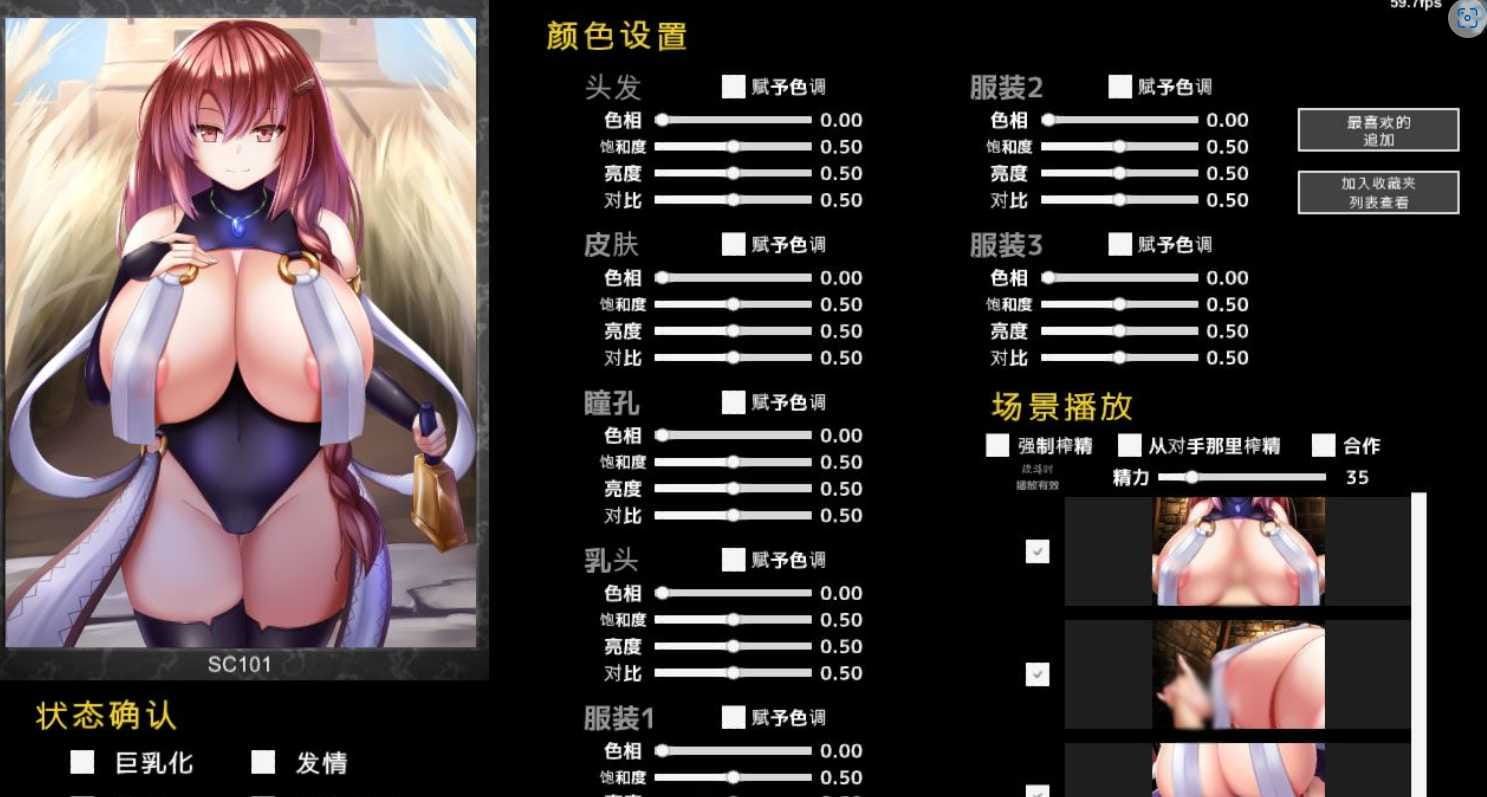 59.7fps
颜色设置
头发
赋予色调
色相 0.00
饱和度 0.50
亮度 0.50
对比 0.50
皮肤
赋予色调
色相 0.00
饱和度 0.50
亮度 0.50
对比 0.50
瞳孔
赋予色调
色相 0.00
饱和度 0.50
亮度 0.50
对比 0.50
乳头
赋予色调
色相 0.00
饱和度 0.50
亮度 0.50
对比 0.50
服装1
赋予色调
色相 0.00
饱和度 0.50
服装2
赋予色调
色相 0.00
饱和度 0.50
亮度 0.50
对比 0.50
服装3
赋予色调
色相 0.00
饱和度 0.50
亮度 0.50
对比 0.50
最喜欢的
追加
加入收藏夹
列表查看
场景播放
强制榨精
从对手那里榨精
合作
战斗时
播放有效
精力 35
SC101
状态确认
巨乳化
发情